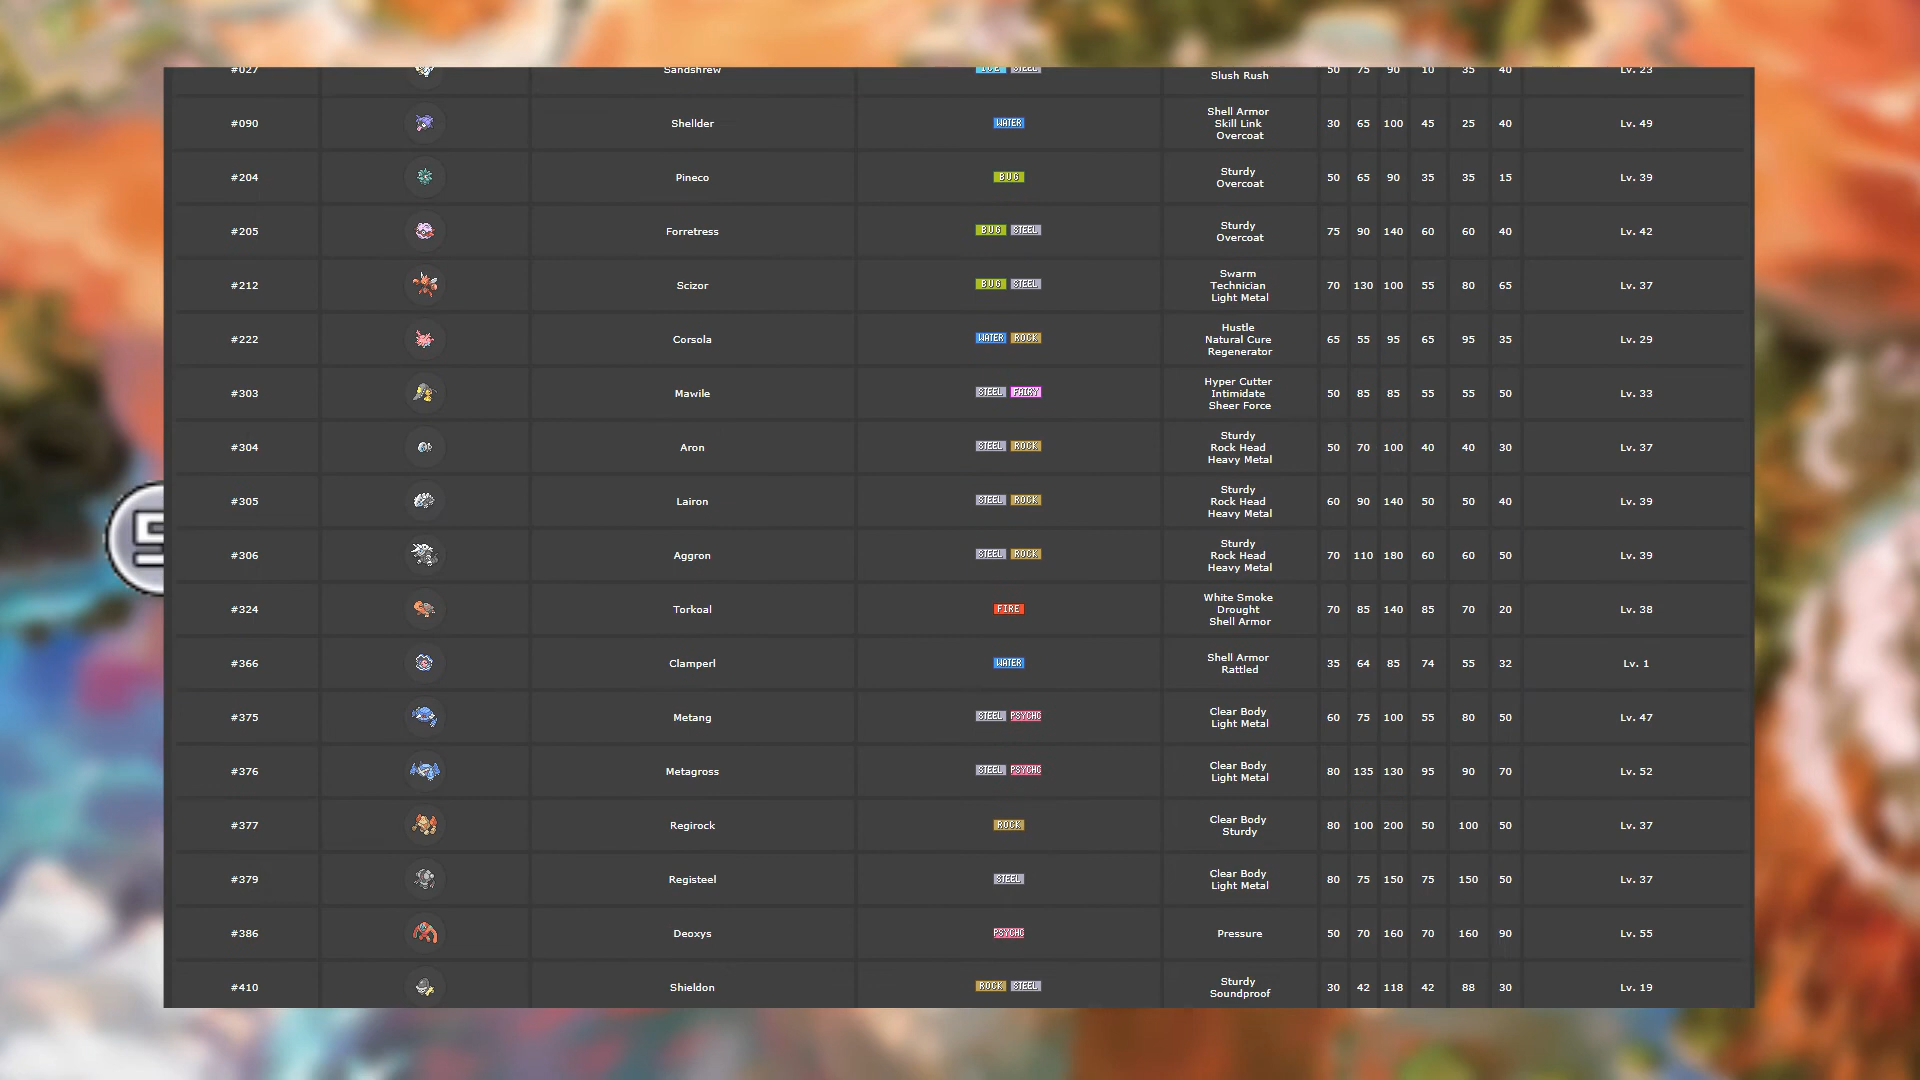 #027 Sandshrew ICE STEEL Slush Rush 50 75 90 10 35 40 Lv. 23
#090 Shellder WATER Shell Armor Skill Link Overcoat 30 65 100 45 25 40 Lv. 49
#204 Pineco BUG Sturdy Overcoat 50 65 90 35 35 15 Lv. 39
#205 Forretress BUG STEEL Sturdy Overcoat 75 90 140 60 60 40 Lv. 42
#212 Scizor BUG STEEL Swarm Technician Light Metal 70 130 100 55 80 65 Lv. 37
#222 Corsola WATER ROCK Hustle Natural Cure Regenerator 65 55 95 65 95 35 Lv. 29
#303 Mawile STEEL FAIRY Hyper Cutter Intimidate Sheer Force 50 85 85 55 55 50 Lv. 33
#304 Aron STEEL ROCK Sturdy Rock Head Heavy Metal 50 70 100 40 40 30 Lv. 37
#305 Lairon STEEL ROCK Sturdy Rock Head Heavy Metal 60 90 140 50 50 40 Lv. 39
#306 Aggron STEEL ROCK Sturdy Rock Head Heavy Metal 70 110 180 60 60 50 Lv. 39
#324 Torkoal FIRE White Smoke Drought Shell Armor 70 85 140 85 70 20 Lv. 38
#366 Clamperl WATER Shell Armor Rattled 35 64 85 74 55 32 Lv. 1
#375 Metang STEEL PSYCHC Clear Body Light Metal 60 75 100 55 80 50 Lv. 47
#376 Metagross STEEL PSYCHC Clear Body Light Metal 80 135 130 95 90 70 Lv. 52
#377 Regirock ROCK Clear Body Sturdy 80 100 200 50 100 50 Lv. 37
#379 Registeel STEEL Clear Body Light Metal 80 75 150 75 150 50 Lv. 37
#386 Deoxys PSYCHC Pressure 50 70 160 70 160 90 Lv. 55
#410 Shieldon ROCK STEEL Sturdy Soundproof 30 42 118 42 88 30 Lv. 19